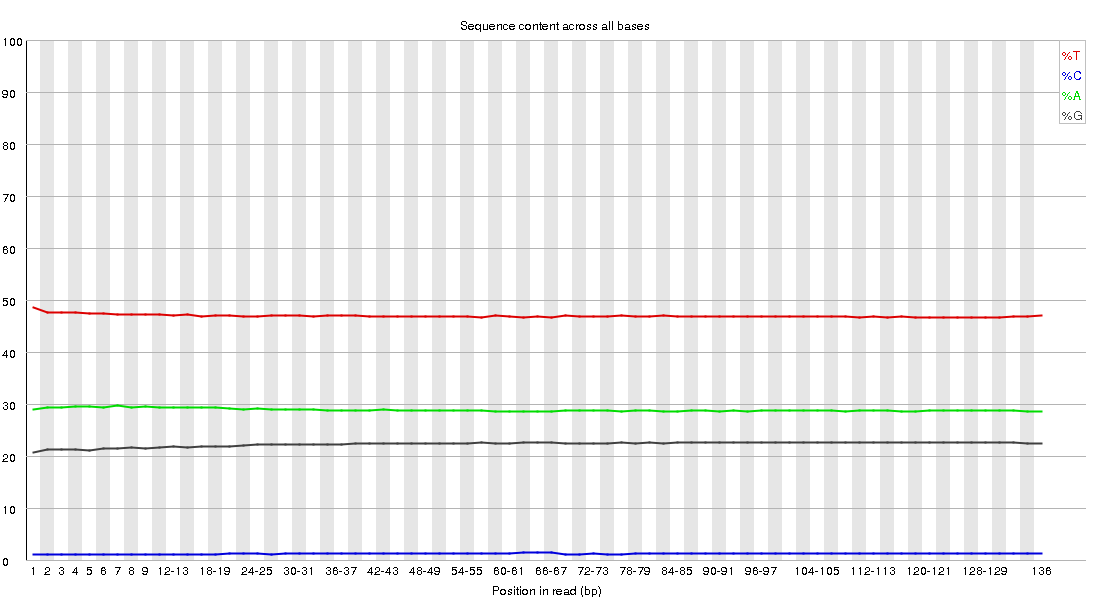 Sequence content across all bases
100
90
80
70
60
50
40
30
20
10
0
%T
%C
%A
%G
1 2 3 4 5 6 7 8 9 12-13 18-19 24-25 30-31 36-37 42-43 48-49 54-55 60-61 66-67 72-73 78-79 84-85 90-91 96-97 104-105 112-113 120-121 128-129 136
Position in read (bp)